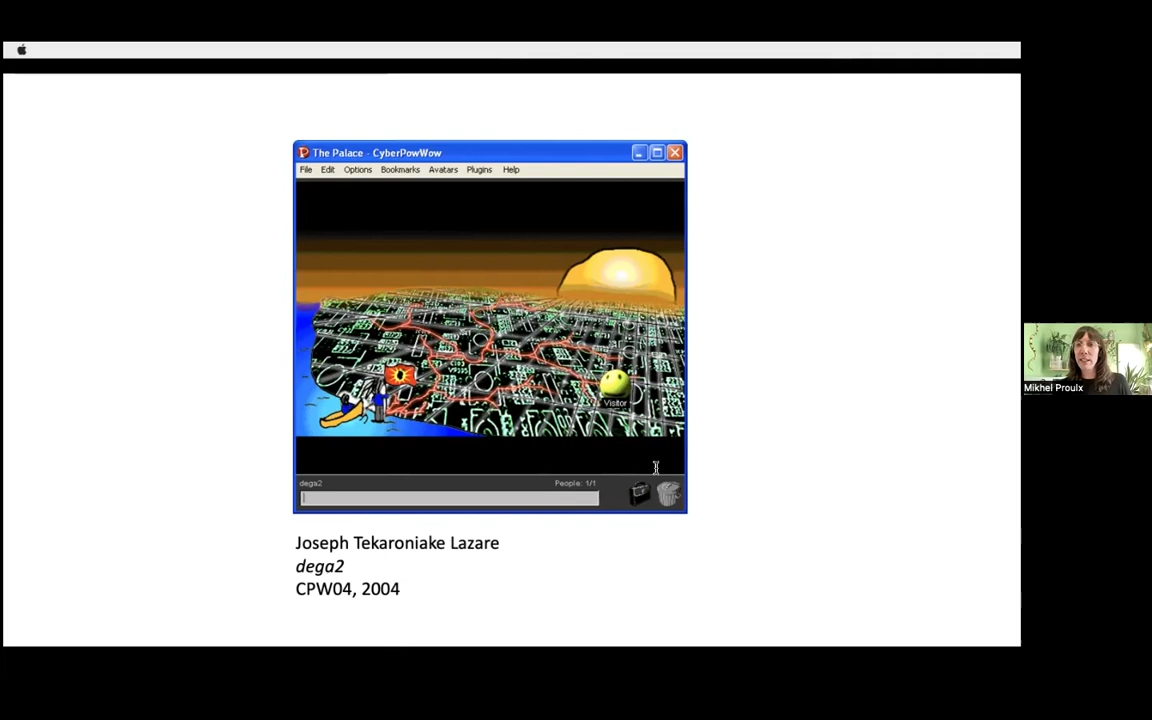 The Palace - CyberPowWow
File Edit Options Bookmarks Avatars Plugins Help
Visitor
dega2 People: 1/1
Joseph Tekaroniake Lazare
dega2
CPW04, 2004
Mikhel Proulx